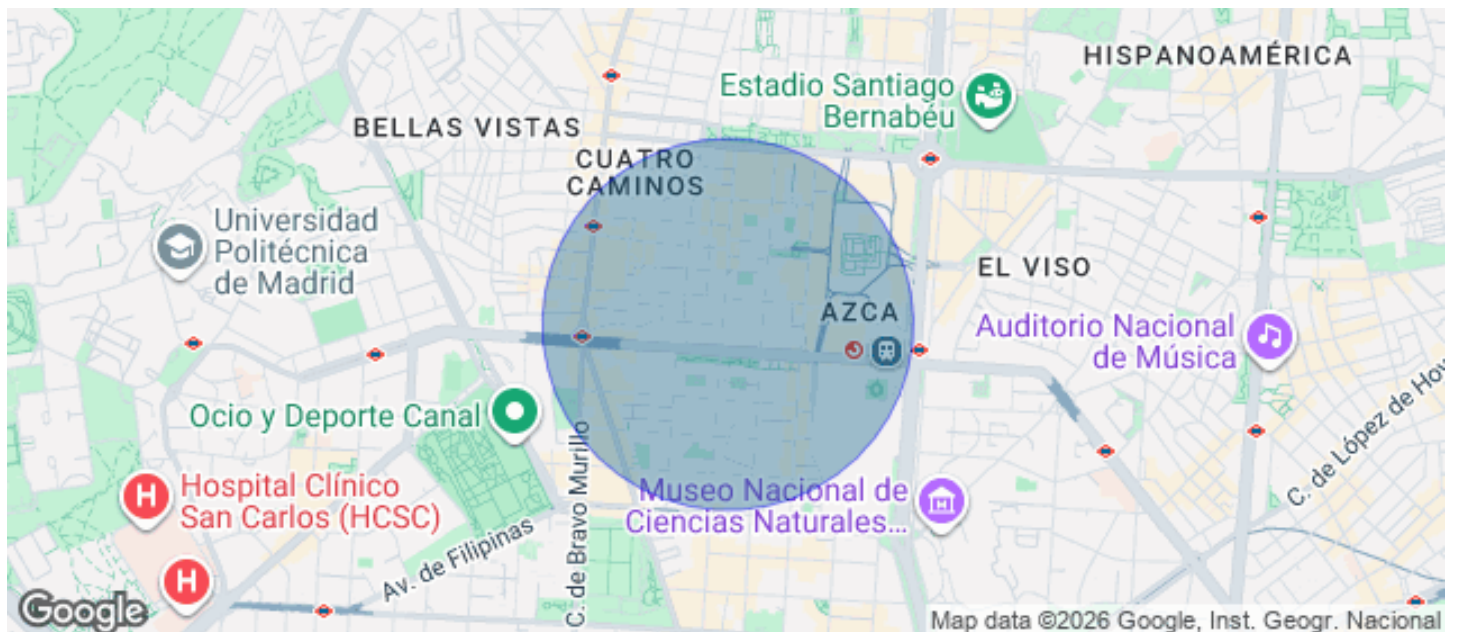 HISPANOAMÉRICA
Estadio Santiago
Bernabéu
BELLAS VISTAS
CUATRO
CAMINOS
Universidad
Politécnica
de Madrid
EL VISO
AZCA
Auditorio Nacional
de Música
Ocio y Deporte Canal
C. de López de Hoy
Hospital Clínico
San Carlos (HCSC)
Museo Nacional de
Ciencias Naturales...
Av. de Filipinas
C. de Bravo Murillo
H
H
Google
Map data ©2026 Google, Inst. Geogr. Nacional